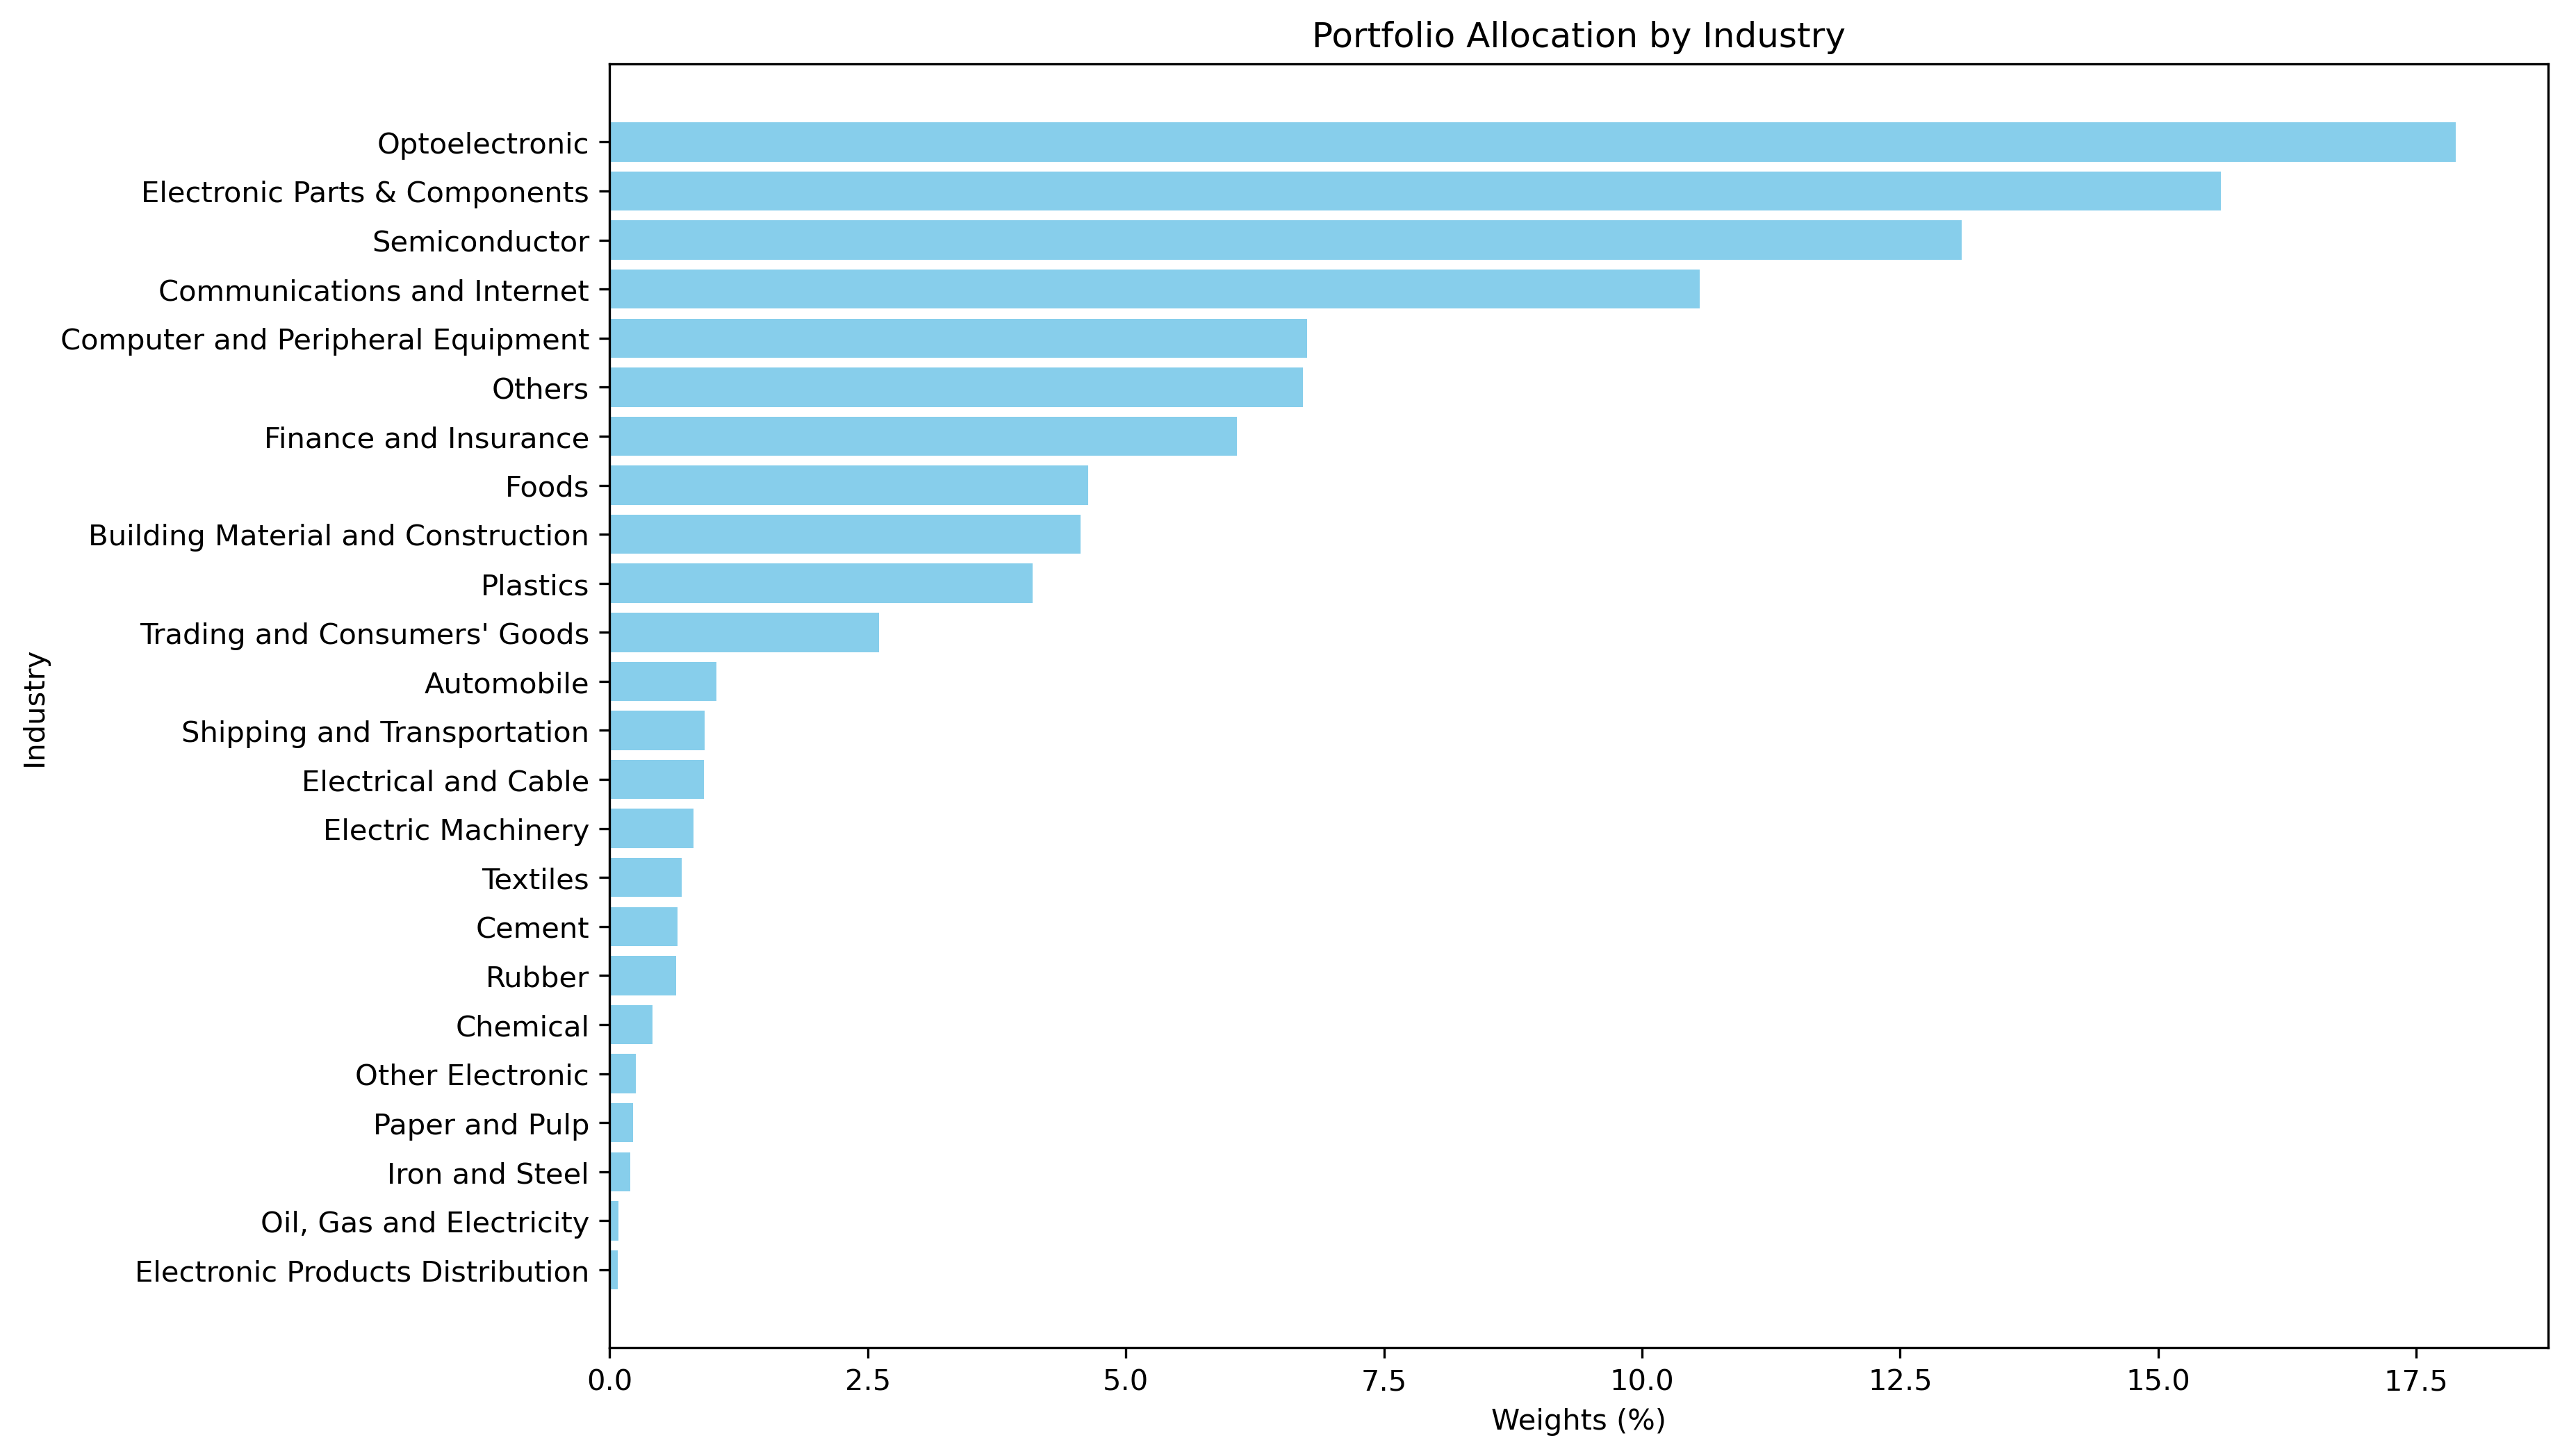 Portfolio Allocation by Industry
Optoelectronic
Electronic Parts & Components
Semiconductor
Communications and Internet
Computer and Peripheral Equipment
Others
Finance and Insurance
Foods
Building Material and Construction
Plastics
Trading and Consumers' Goods
Automobile
Shipping and Transportation
Electrical and Cable
Electric Machinery
Textiles
Cement
Rubber
Chemical
Other Electronic
Paper and Pulp
Iron and Steel
Oil, Gas and Electricity
Electronic Products Distribution
Industry
0.0 2.5 5.0 7.5 10.0 12.5 15.0 17.5
Weights (%)